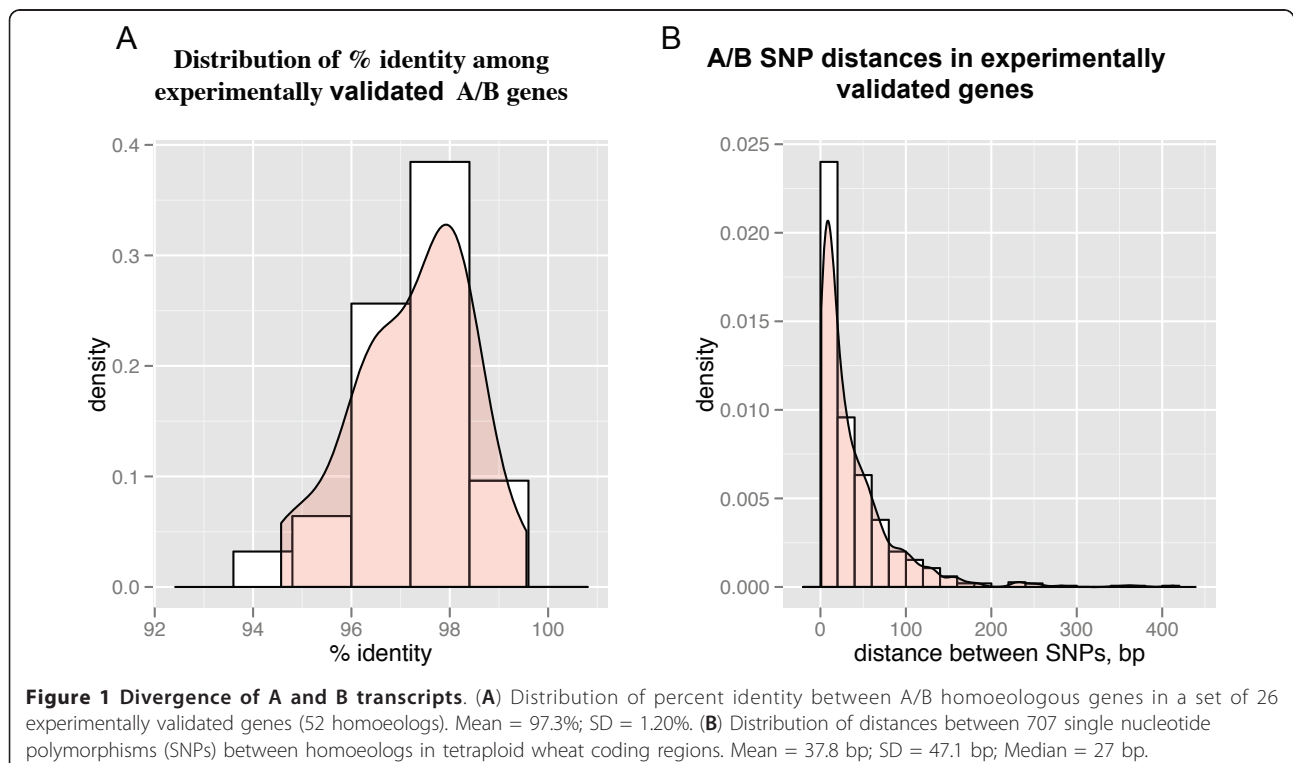 A
Distribution of % identity among
experimentally validated A/B genes
0.4
0.3
0.2
0.1
0.0
density
92 94 96 98 100
% identity
B
A/B SNP distances in experimentally
validated genes
0.025
0.020
0.015
0.010
0.005
0.000
density
0 100 200 300 400
distance between SNPs, bp
Figure 1 Divergence of A and B transcripts. (A) Distribution of percent identity between A/B homoeologous genes in a set of 26
experimentally validated genes (52 homoeologs). Mean = 97.3%; SD = 1.20%. (B) Distribution of distances between 707 single nucleotide
polymorphisms (SNPs) between homoeologs in tetraploid wheat coding regions. Mean = 37.8 bp; SD = 47.1 bp; Median = 27 bp.